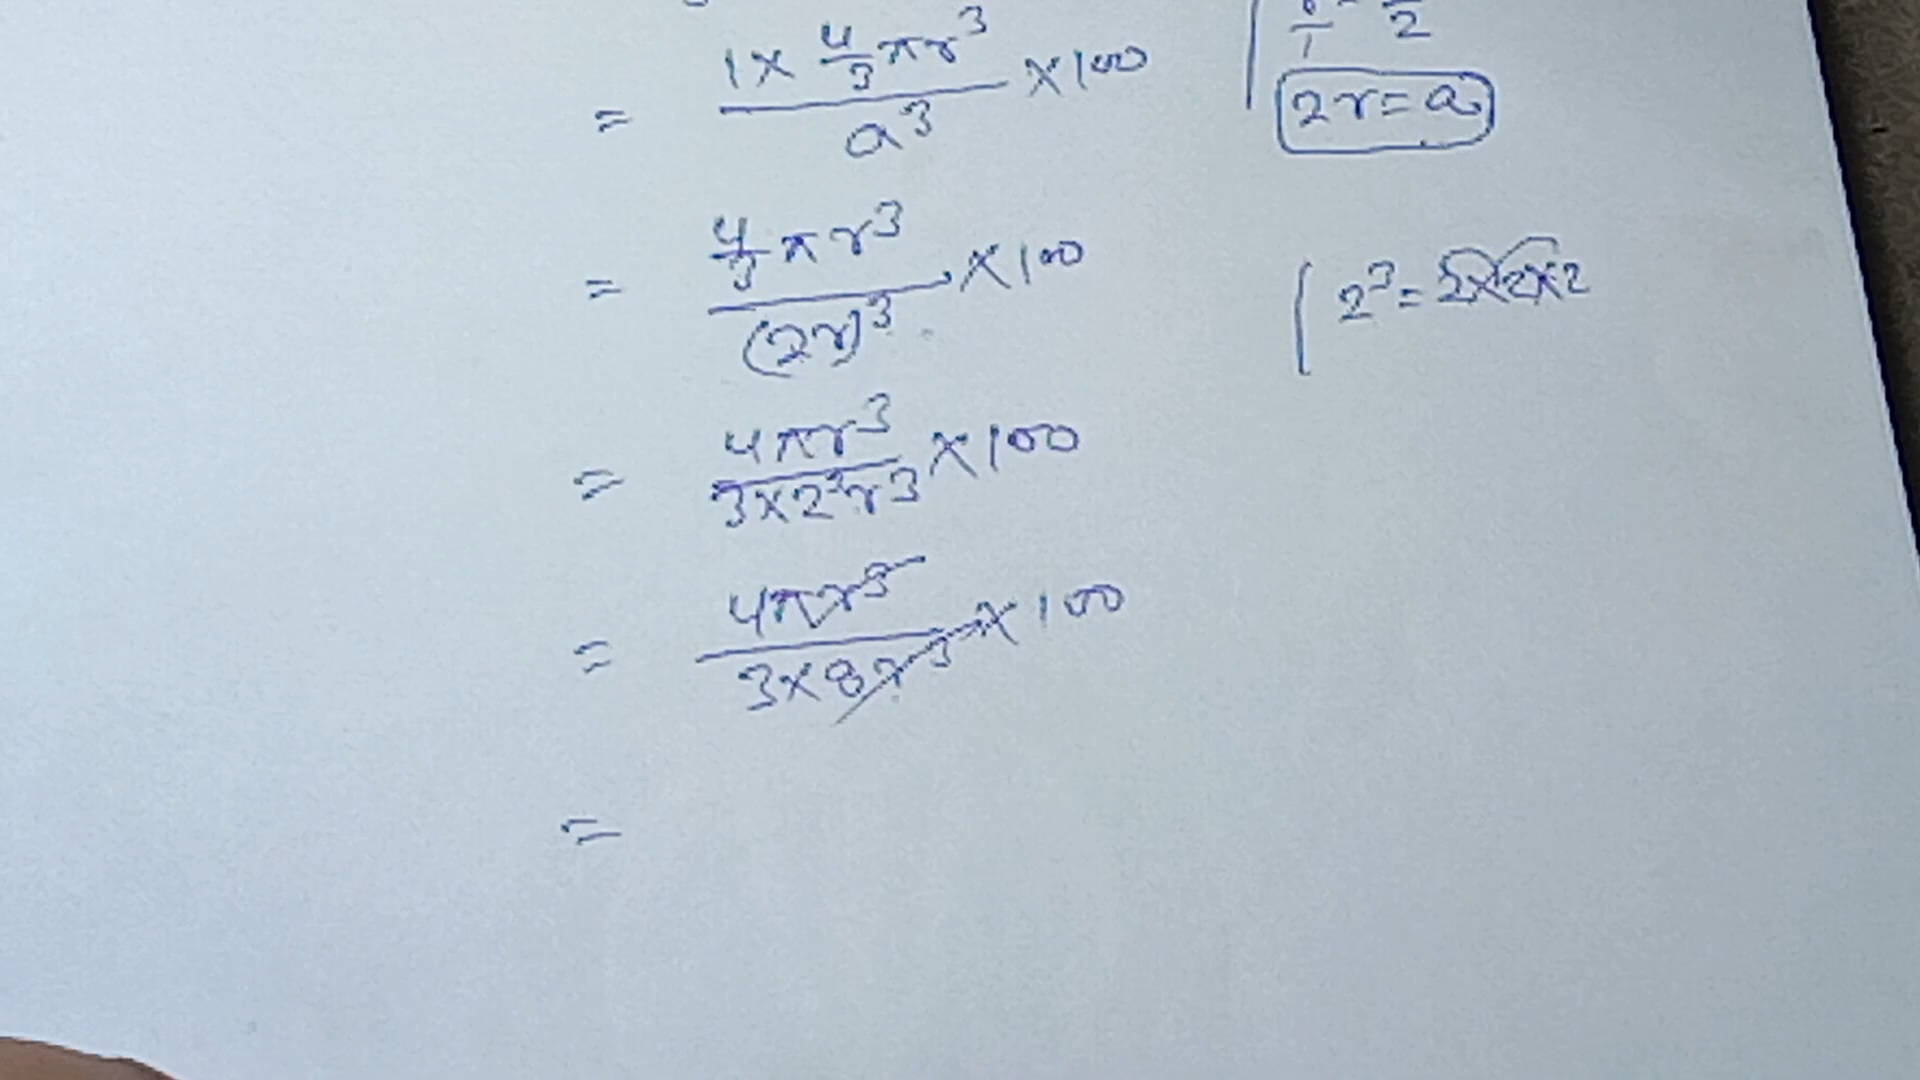 = 1 × 4/3 πr³ / a³ × 100
2r = a
= 4/3 πr³ / (2r)³ × 100
2³ = 2×2×2
= 4πr³ / 3×2³r³ × 100
= 4πr³ / 3×8r³ × 100
=